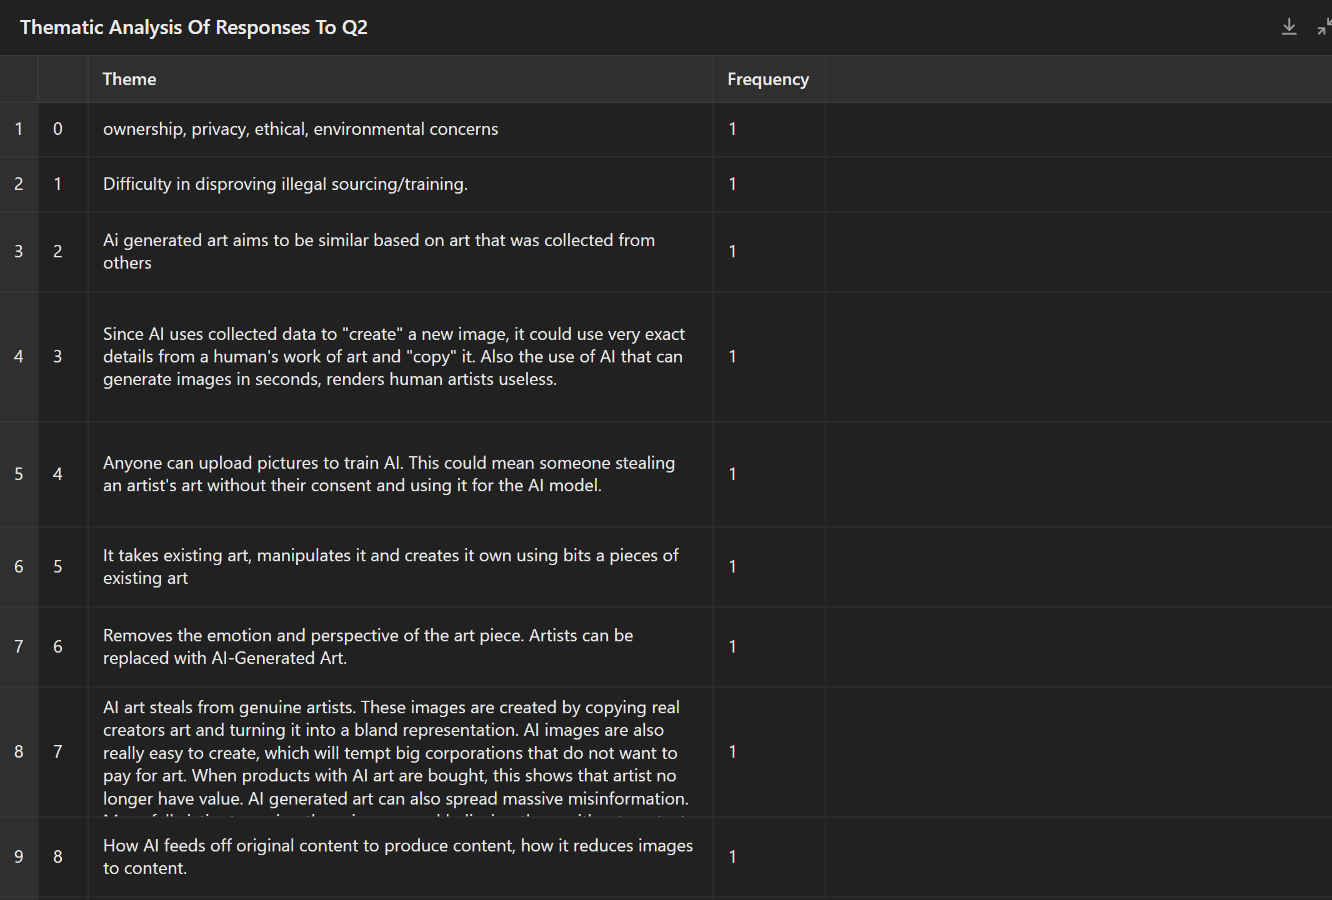 Thematic Analysis Of Responses To Q2
Theme Frequency
1 0 ownership, privacy, ethical, environmental concerns 1
2 1 Difficulty in disproving illegal sourcing/training. 1
Ai generated art aims to be similar based on art that was collected from
3 2 1
others
Since AI uses collected data to "create" a new image, it could use very exact
4 3 details from a human's work of art and "copy" it. Also the use of AI that can 1
generate images in seconds, renders human artists useless.
Anyone can upload pictures to train AI. This could mean someone stealing
5 4 1
an artist's art without their consent and using it for the AI model.
It takes existing art, manipulates it and creates it own using bits a pieces of
6 5 1
existing art
Removes the emotion and perspective of the art piece. Artists can be
7 6 1
replaced with AI-Generated Art.
AI art steals from genuine artists. These images are created by copying real
creators art and turning it into a bland representation. AI images are also
8 7 really easy to create, which will tempt big corporations that do not want to 1
pay for art. When products with AI art are bought, this shows that artist no
longer have value. AI generated art can also spread massive misinformation.
How AI feeds off original content to produce content, how it reduces images
9 8 1
to content.